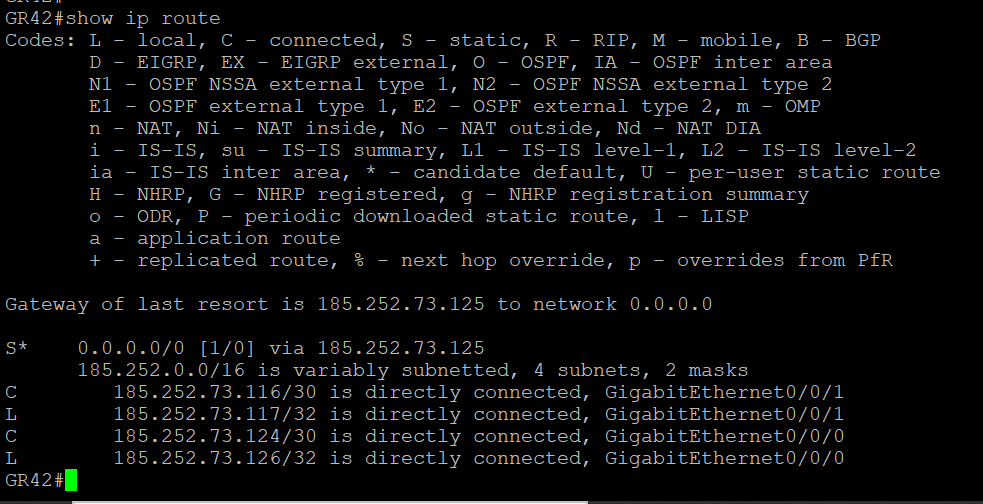 GR42#show ip route
Codes: L - local, C - connected, S - static, R - RIP, M - mobile, B - BGP
D - EIGRP, EX - EIGRP external, O - OSPF, IA - OSPF inter area
N1 - OSPF NSSA external type 1, N2 - OSPF NSSA external type 2
E1 - OSPF external type 1, E2 - OSPF external type 2, m - OMP
n - NAT, Ni - NAT inside, No - NAT outside, Nd - NAT DIA
i - IS-IS, su - IS-IS summary, L1 - IS-IS level-1, L2 - IS-IS level-2
ia - IS-IS inter area, * - candidate default, U - per-user static route
H - NHRP, G - NHRP registered, g - NHRP registration summary
o - ODR, P - periodic downloaded static route, l - LISP
a - application route
+ - replicated route, % - next hop override, p - overrides from PfR
Gateway of last resort is 185.252.73.125 to network 0.0.0.0
S* 0.0.0.0/0 [1/0] via 185.252.73.125
185.252.0.0/16 is variably subnetted, 4 subnets, 2 masks
C 185.252.73.116/30 is directly connected, GigabitEthernet0/0/1
L 185.252.73.117/32 is directly connected, GigabitEthernet0/0/1
C 185.252.73.124/30 is directly connected, GigabitEthernet0/0/0
L 185.252.73.126/32 is directly connected, GigabitEthernet0/0/0
GR42#